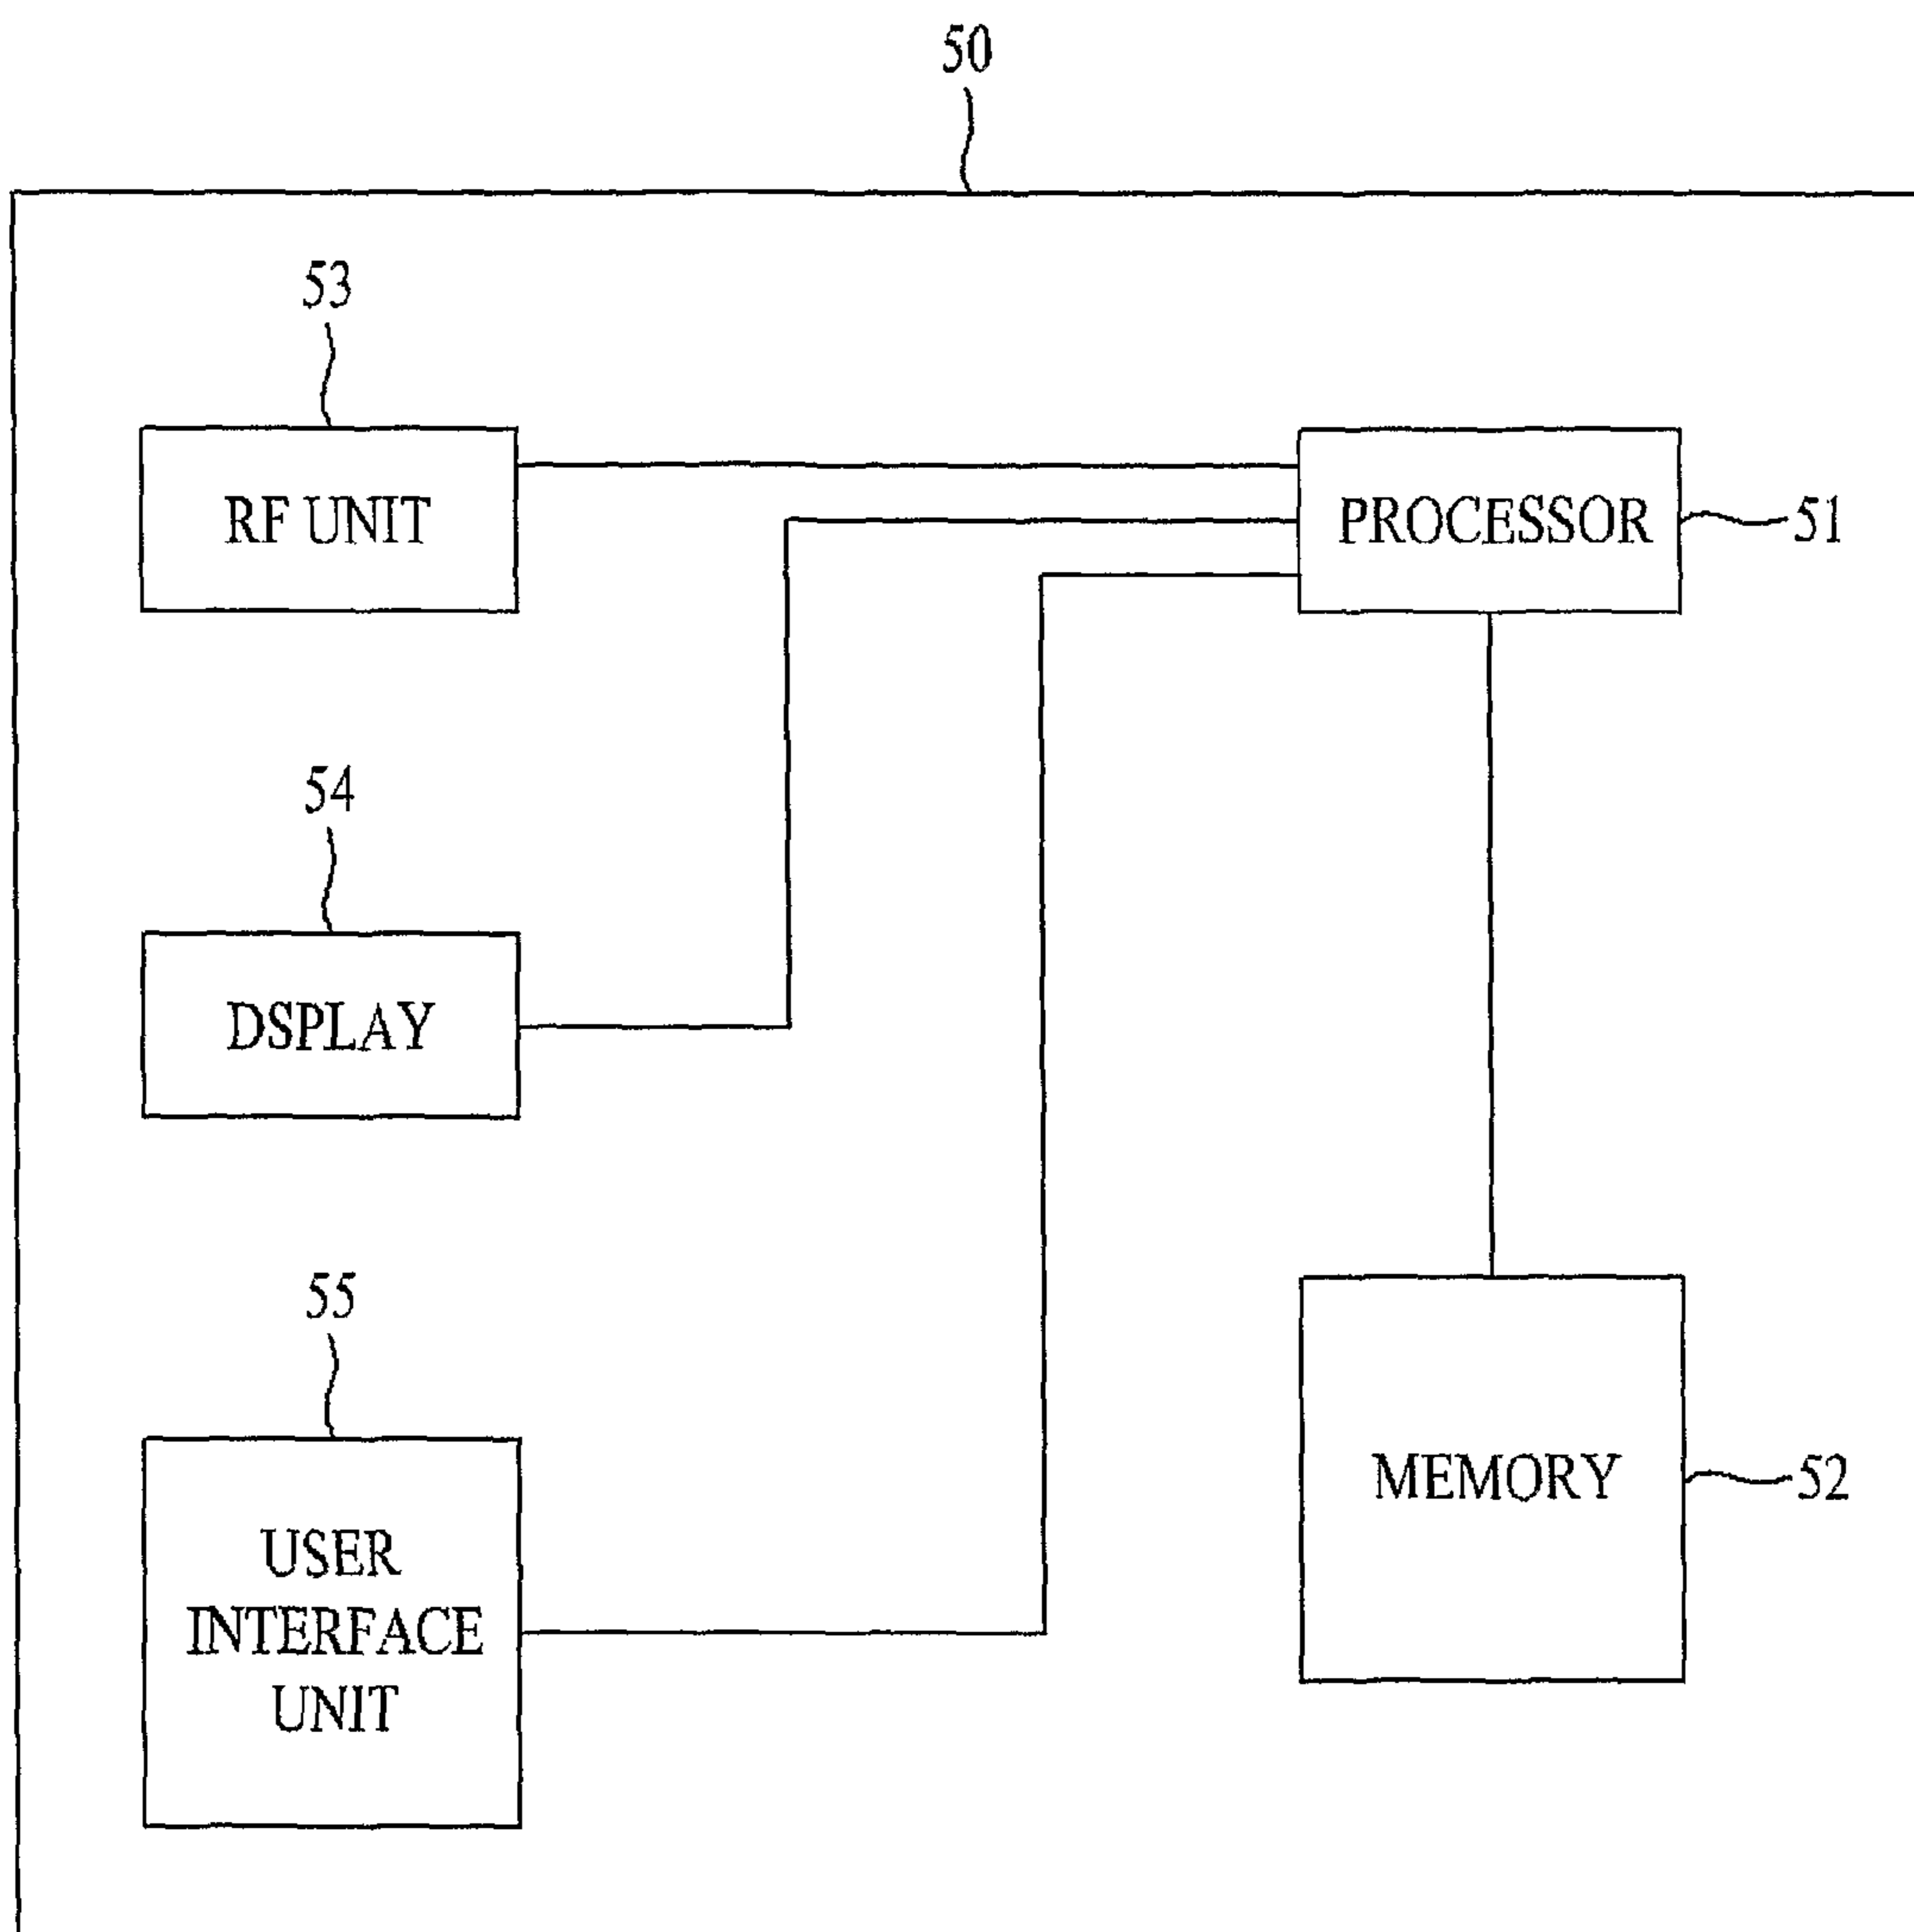 50
53
RF UNIT
PROCESSOR
51
54
DSPLAY
55
USER
INTERFACE
UNIT
MEMORY
52